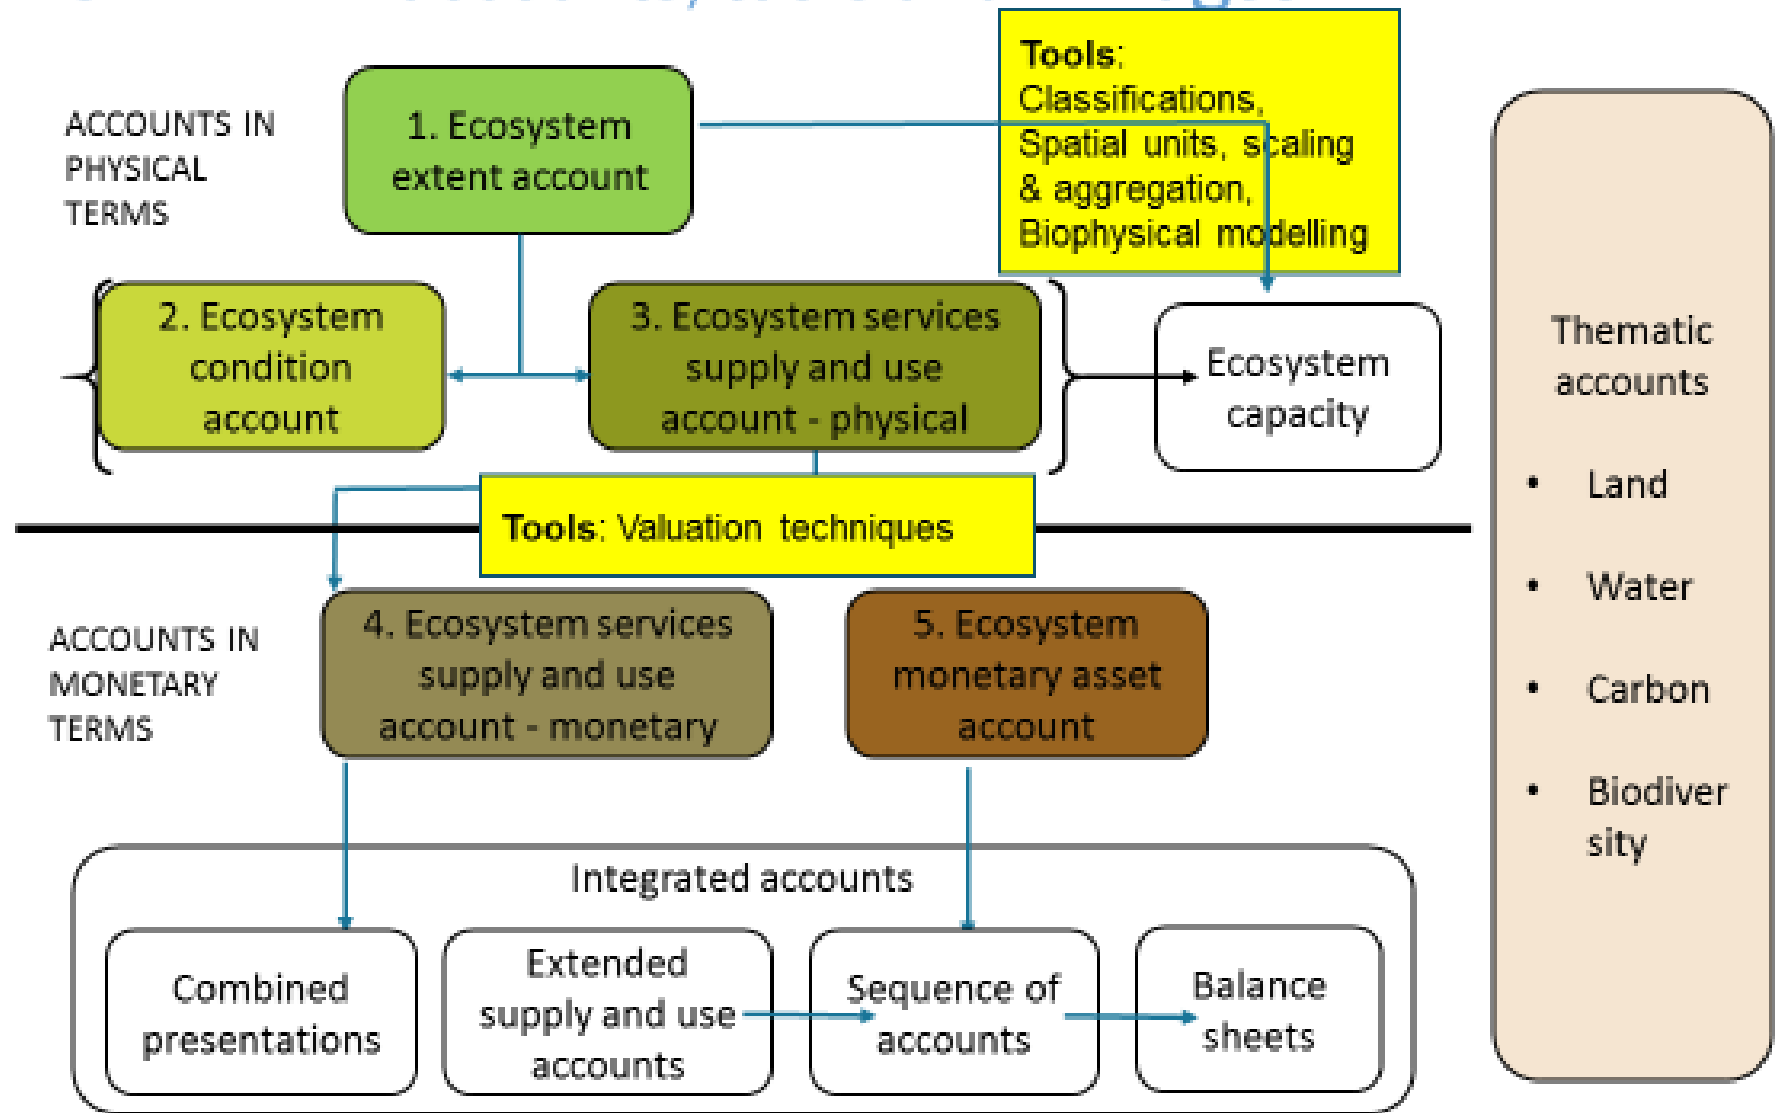 Tools:
Classifications,
Spatial units, scaling
& aggregation,
Biophysical modelling
ACCOUNTS IN
PHYSICAL
TERMS
1. Ecosystem
extent account
2. Ecosystem
condition
account
3. Ecosystem services
supply and use
account - physical
Ecosystem
capacity
Tools: Valuation techniques
ACCOUNTS IN
MONETARY
TERMS
4. Ecosystem services
supply and use
account - monetary
5. Ecosystem
monetary asset
account
Integrated accounts
Combined
presentations
Extended
supply and use
accounts
Sequence of
accounts
Balance
sheets
Thematic
accounts
• Land
• Water
• Carbon
• Biodiver
sity